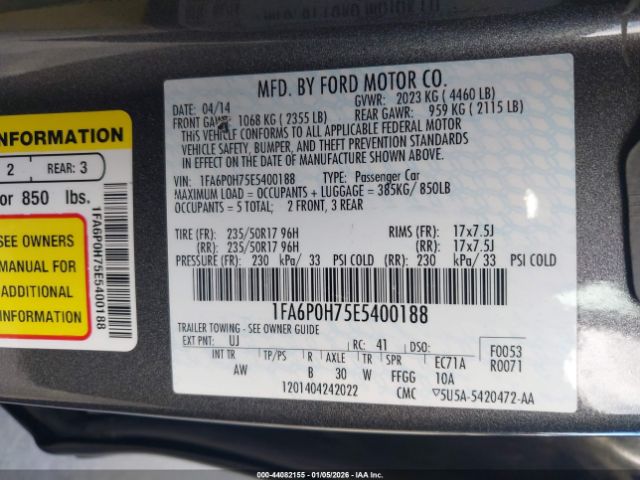 MFD. BY FORD MOTOR CO.
DATE: 04/14
GVWR: 2023 KG ( 4460 LB)
FRONT GAWR: 1068 KG ( 2355 LB)
REAR GAWR: 959 KG ( 2115 LB)
THIS VEHICLE CONFORMS TO ALL APPLICABLE FEDERAL MOTOR
VEHICLE SAFETY, BUMPER, AND THEFT PREVENTION STANDARDS
IN EFFECT ON THE DATE OF MANUFACTURE SHOWN ABOVE.
VIN: 1FA6P0H75E5400188 TYPE: Passenger Car
MAXIMUM LOAD = OCCUPANTS + LUGGAGE = 385KG/ 850LB
OCCUPANTS = 5 TOTAL; 2 FRONT, 3 REAR
TIRE (FR): 235/50R17 96H RIMS (FR): 17x7.5J
(RR): 235/50R17 96H (RR): 17x7.5J
PRESSURE (FR): 230 kPa/ 33 PSI COLD (RR): 230 kPa/ 33 PSI COLD
1FA6P0H75E5400188
TRAILER TOWING - SEE OWNER GUIDE
EXT PNT: UJ RC: 41 DSO: F0053
INT TR TP/PS R AXLE TR SPR EC71A R0071
AW B 30 W FFGG 10A
1201404242022 CMC 5U5A-5420472-AA
INFORMATION
2 REAR: 3
or 850 lbs.
SEE OWNERS
MANUAL FOR
ADDITIONAL
INFORMATION
1FA6P0H75E5400188
IAA - 44082155 | 01/05/2026 - IAA, Inc.